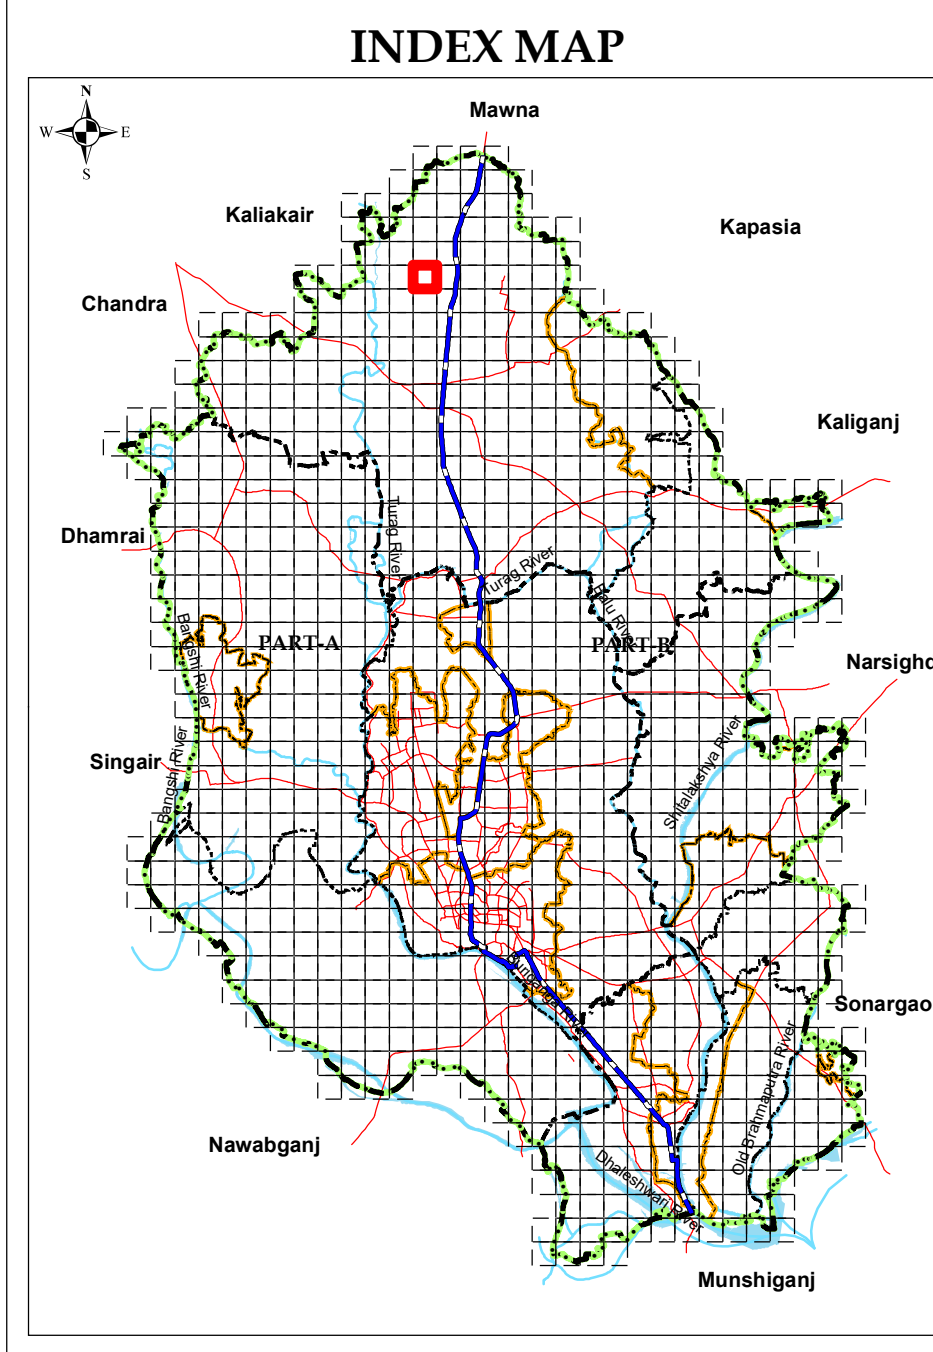 INDEX MAP
N
W
E
S
Mawna
Kaliakair
Kapasia
Chandra
Kaliganj
Dhamrai
Turag River
Turag River
Balu River
Bangshi River
PART-A
PART-B
Narsighd
Singair
Bangshi River
Shitalakshya River
Buriganga River
Sonargao
Old Brahmaputra River
Nawabganj
Dhaleshwari River
Munshiganj